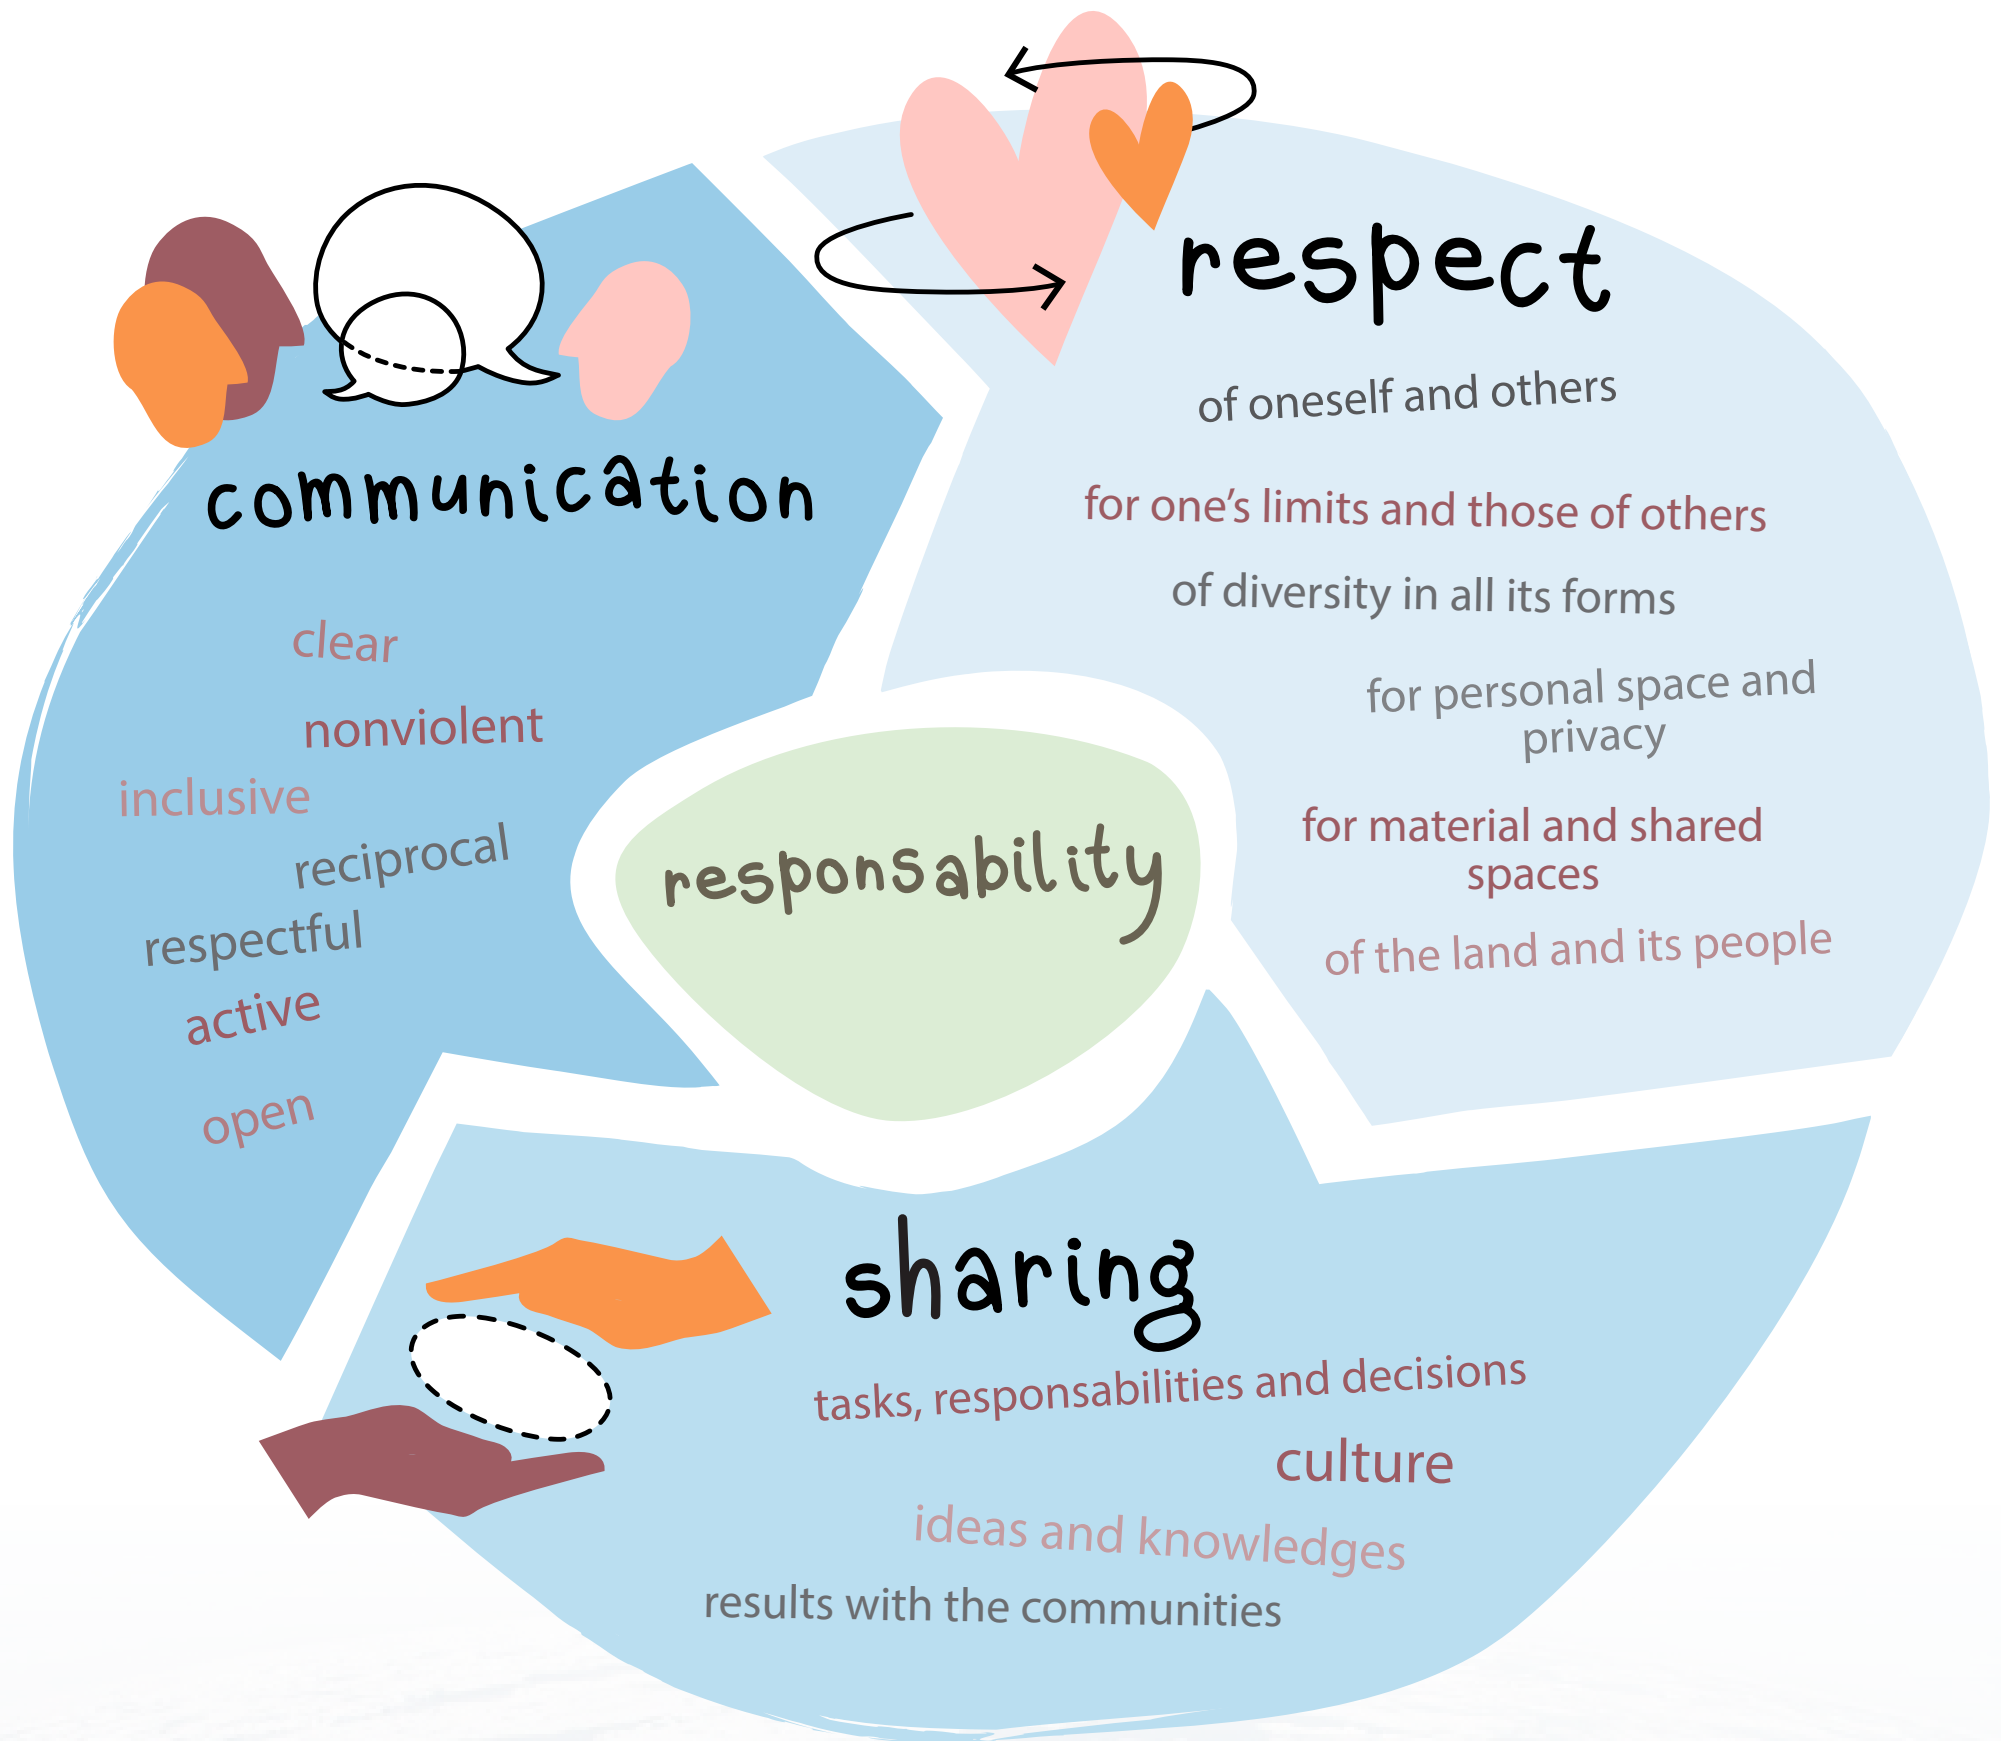 respect
of oneself and others
for one's limits and those of others
of diversity in all its forms
for personal space and
privacy
for material and shared
spaces
of the land and its people
communication
clear
nonviolent
inclusive
reciprocal
respectful
active
open
responsability
sharing
tasks, responsabilities and decisions
culture
ideas and knowledges
results with the communities